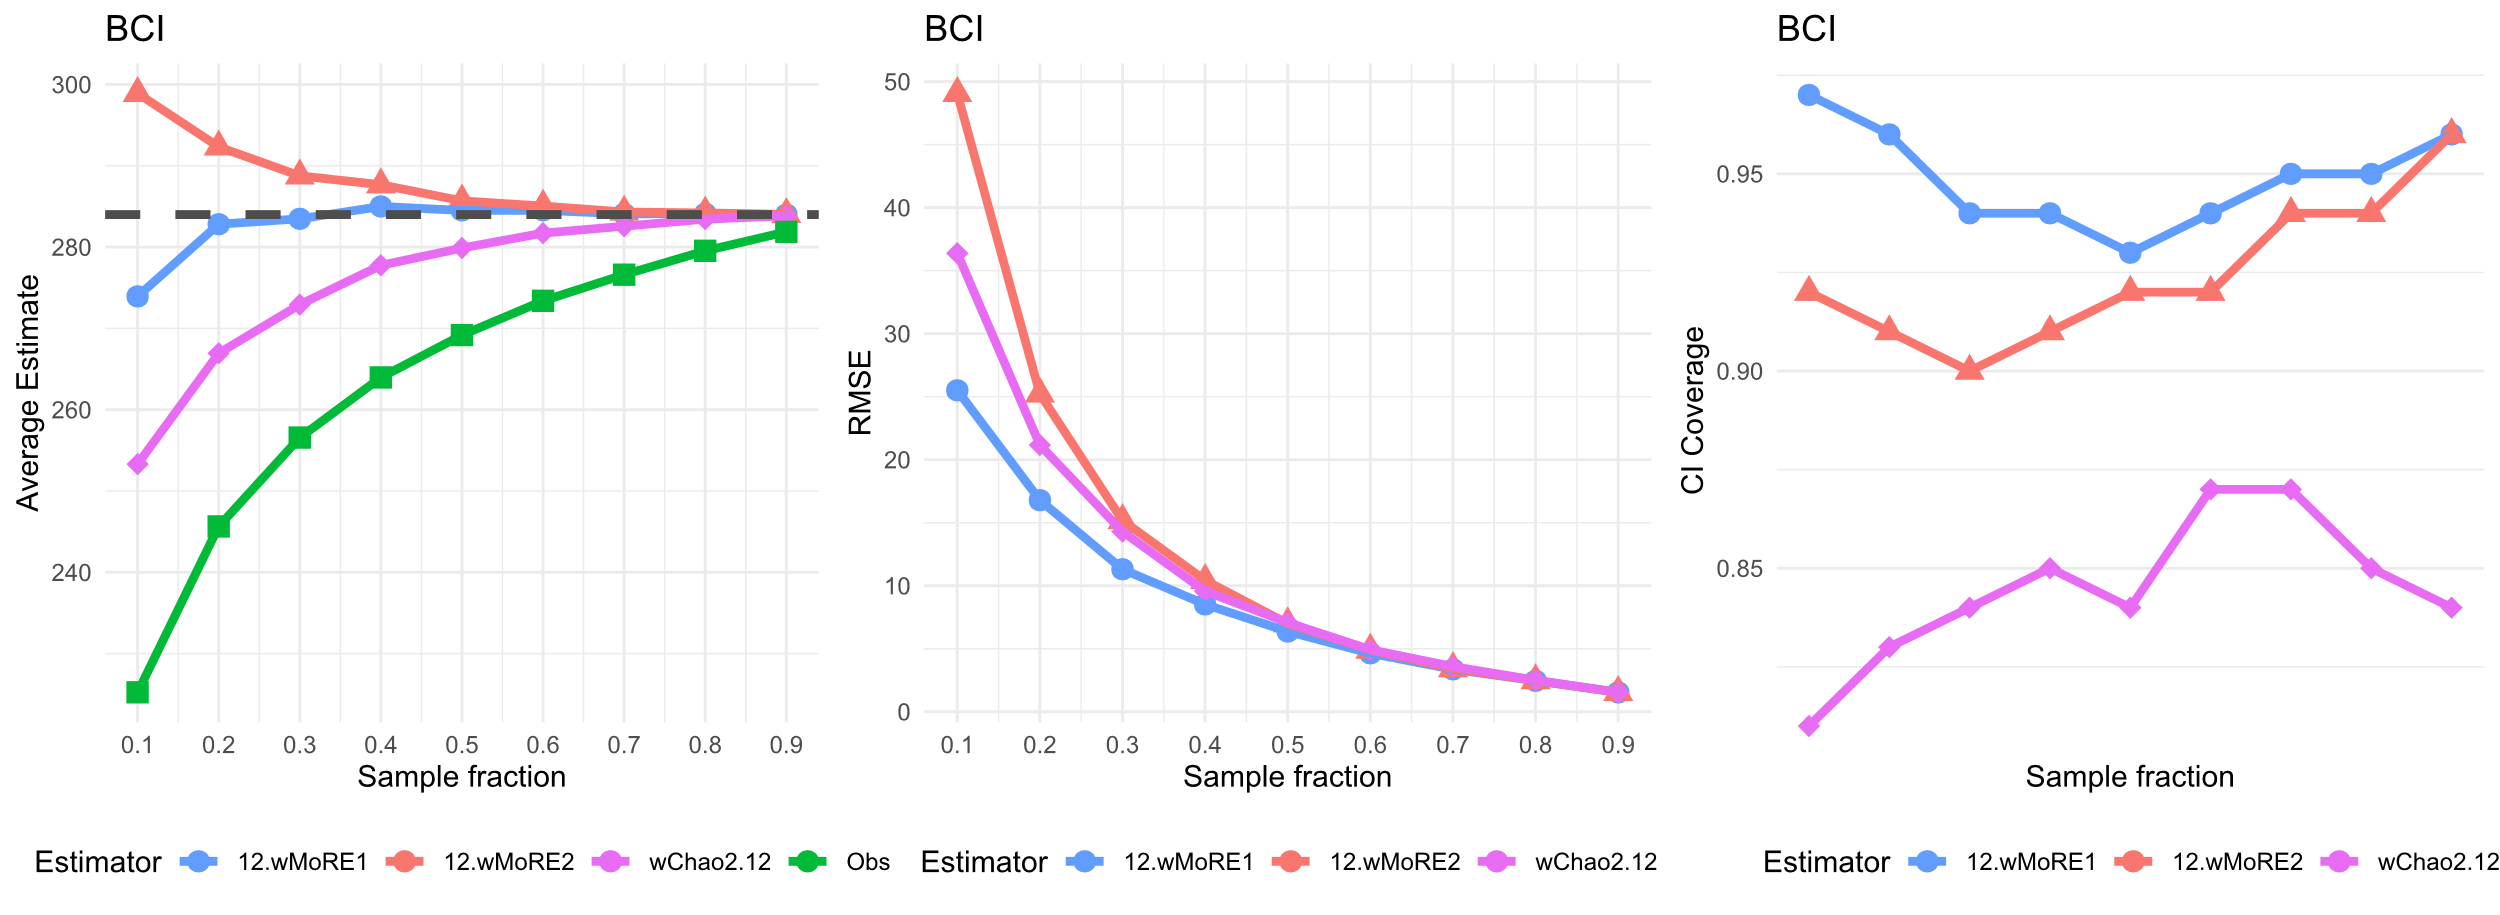 BCI
300
280
260
240
Average Estimate
0.1 0.2 0.3 0.4 0.5 0.6 0.7 0.8 0.9
Sample fraction
Estimator 12.wMoRE1 12.wMoRE2 wChao2.12 Obs
BCI
50
40
30
20
10
0
RMSE
0.1 0.2 0.3 0.4 0.5 0.6 0.7 0.8 0.9
Sample fraction
Estimator 12.wMoRE1 12.wMoRE2 wChao2.12
BCI
0.95
0.90
0.85
CI Coverage
Sample fraction
Estimator 12.wMoRE1 12.wMoRE2 wChao2.12